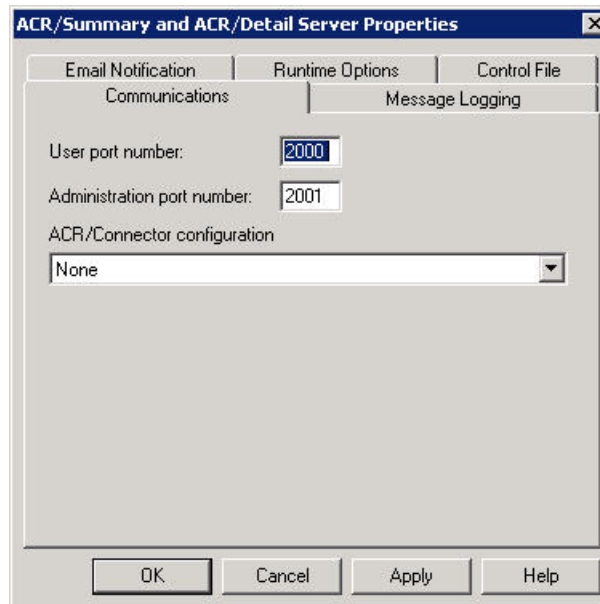 ACR/Summary and ACR/Detail Server Properties
Email Notification Runtime Options Control File
Communications Message Logging
User port number: 2000
Administration port number: 2001
ACR/Connector configuration
None
OK Cancel Apply Help